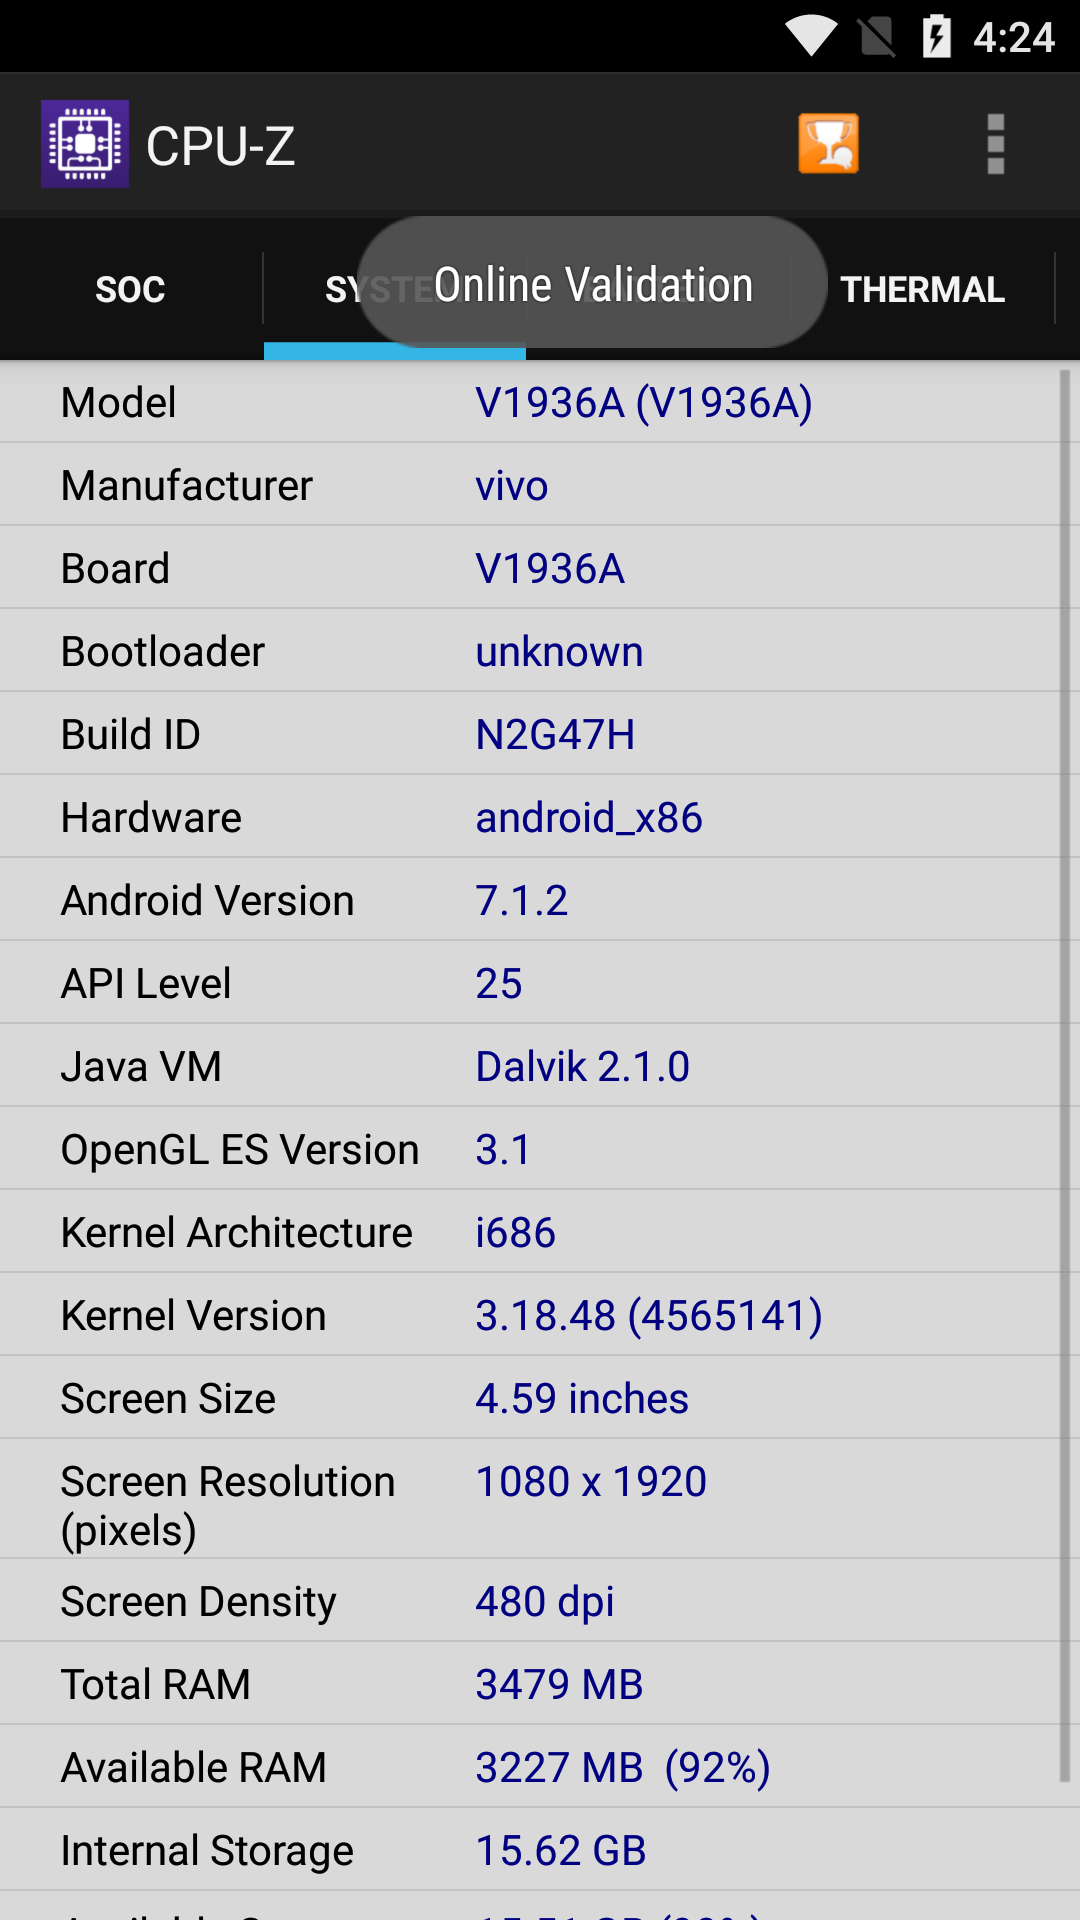 4:24
CPU-Z
SOC
SYSTEM
Online Validation
THERMAL
Model V1936A (V1936A)
Manufacturer vivo
Board V1936A
Bootloader unknown
Build ID N2G47H
Hardware android_x86
Android Version 7.1.2
API Level 25
Java VM Dalvik 2.1.0
OpenGL ES Version 3.1
Kernel Architecture i686
Kernel Version 3.18.48 (4565141)
Screen Size 4.59 inches
Screen Resolution 1080 x 1920
(pixels)
Screen Density 480 dpi
Total RAM 3479 MB
Available RAM 3227 MB (92%)
Internal Storage 15.62 GB